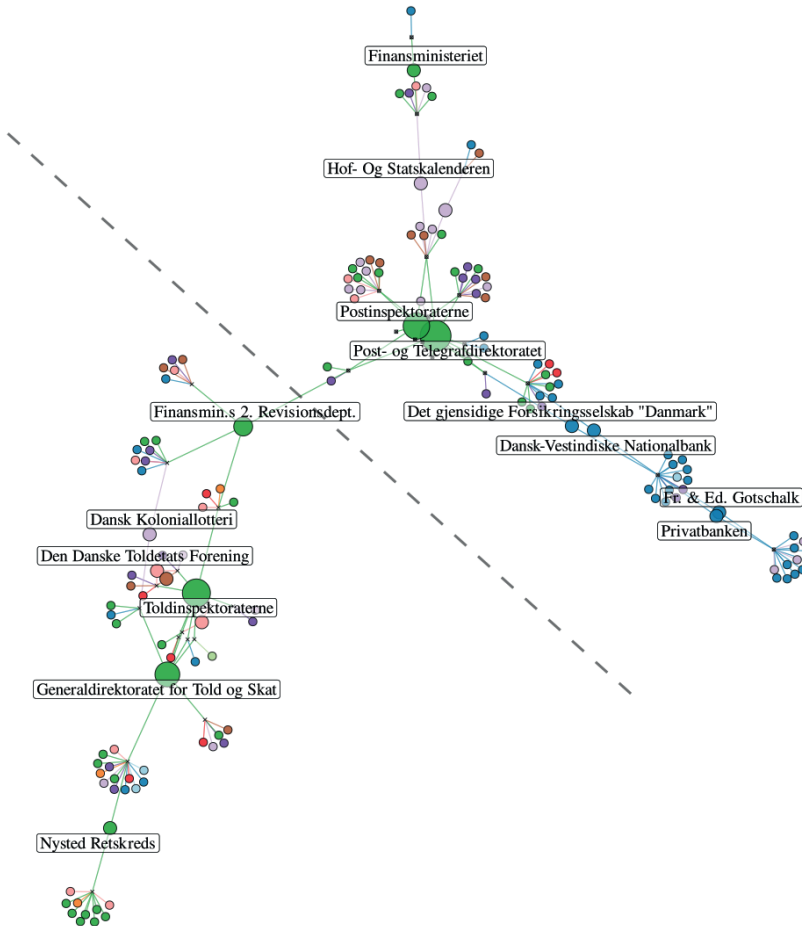 Finansministeriet
Hof- Og Statskalenderen
Postinspektoraterne
Post- og Telegrafdirektoratet
Finansmin.s 2. Revisionsdept.
Det gjensidige Forsikringsselskab "Danmark"
Dansk-Vestindiske Nationalbank
Fr. & Ed. Gotschalk
Privatbanken
Dansk Koloniallotteri
Den Danske Toldetats Forening
Toldinspektoraterne
Generaldirektoratet for Told og Skat
Nysted Retskreds